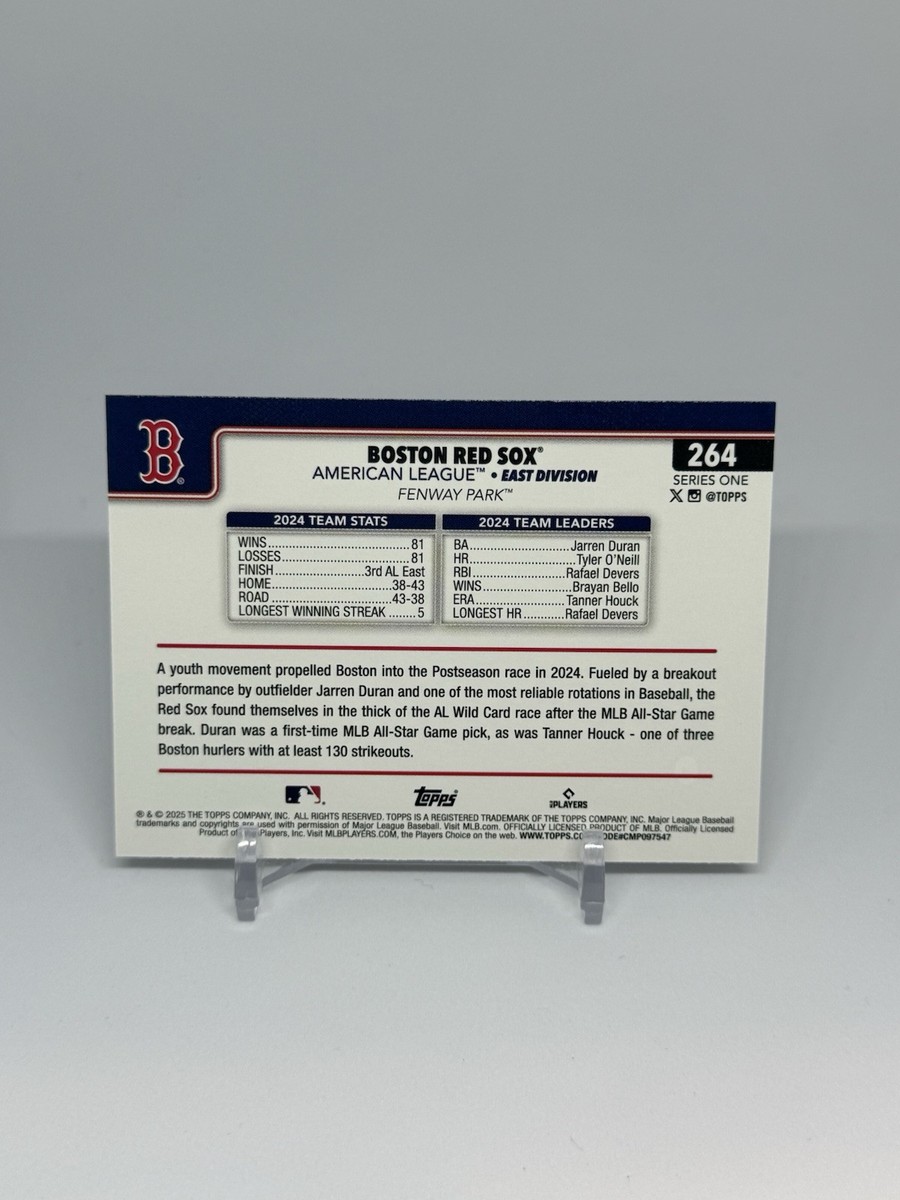 B
264
BOSTON RED SOX®
AMERICAN LEAGUE™ • EAST DIVISION
SERIES ONE
FENWAY PARK™
@TOPPS
2024 TEAM STATS
WINS 81
LOSSES 81
FINISH 3rd AL East
HOME 38-43
ROAD 43-38
LONGEST WINNING STREAK 5
2024 TEAM LEADERS
BA Jarren Duran
HR Tyler O'Neill
RBI Rafael Devers
WINS Brayan Bello
ERA Tanner Houck
LONGEST HR Rafael Devers
A youth movement propelled Boston into the Postseason race in 2024. Fueled by a breakout
performance by outfielder Jarren Duran and one of the most reliable rotations in Baseball, the
Red Sox found themselves in the thick of the AL Wild Card race after the MLB All-Star Game
break. Duran was a first-time MLB All-Star Game pick, as was Tanner Houck - one of three
Boston hurlers with at least 130 strikeouts.
topps
PLAYERS
® & © 2025 THE TOPPS COMPANY, INC. ALL RIGHTS RESERVED. TOPPS IS A REGISTERED TRADEMARK OF THE TOPPS COMPANY, INC. Major League Baseball
trademarks and copyrights are used with permission of Major League Baseball. Visit MLB.com. OFFICIALLY LICENSED PRODUCT OF MLB. Officially Licensed
Product of Players, Inc. Visit MLBPLAYERS.COM, the Players Choice on the web. WWW.TOPPS.CO ODE#CMP097547